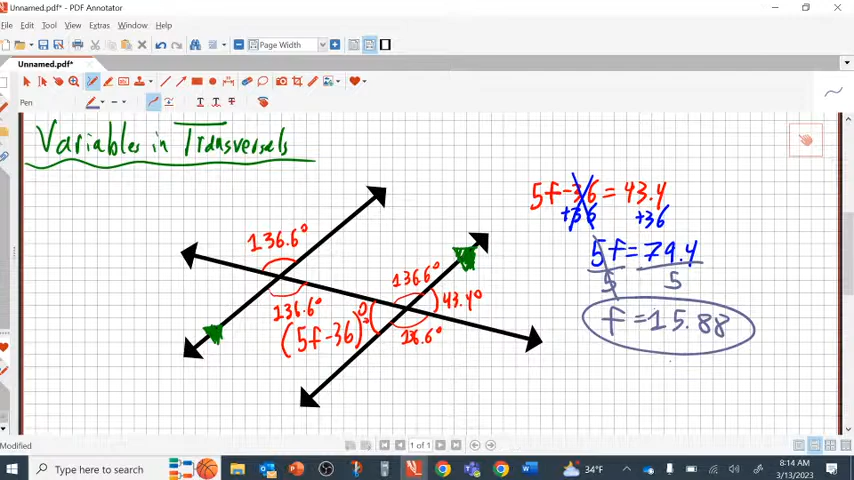 Unnamed.pdf* - PDF Annotator
File Edit Tool View Extras Window Help
Page Width
Unnamed.pdf*
Pen
Variables in Transversals
136.6°
136.6°
(5f-36)°
136.6°
43.4°
136.6°
5f-36=43.4
+36 +36
5f=79.4
5 5
f=15.88
Modified
1 of 1
Type here to search
34°F
8:14 AM
3/13/2023